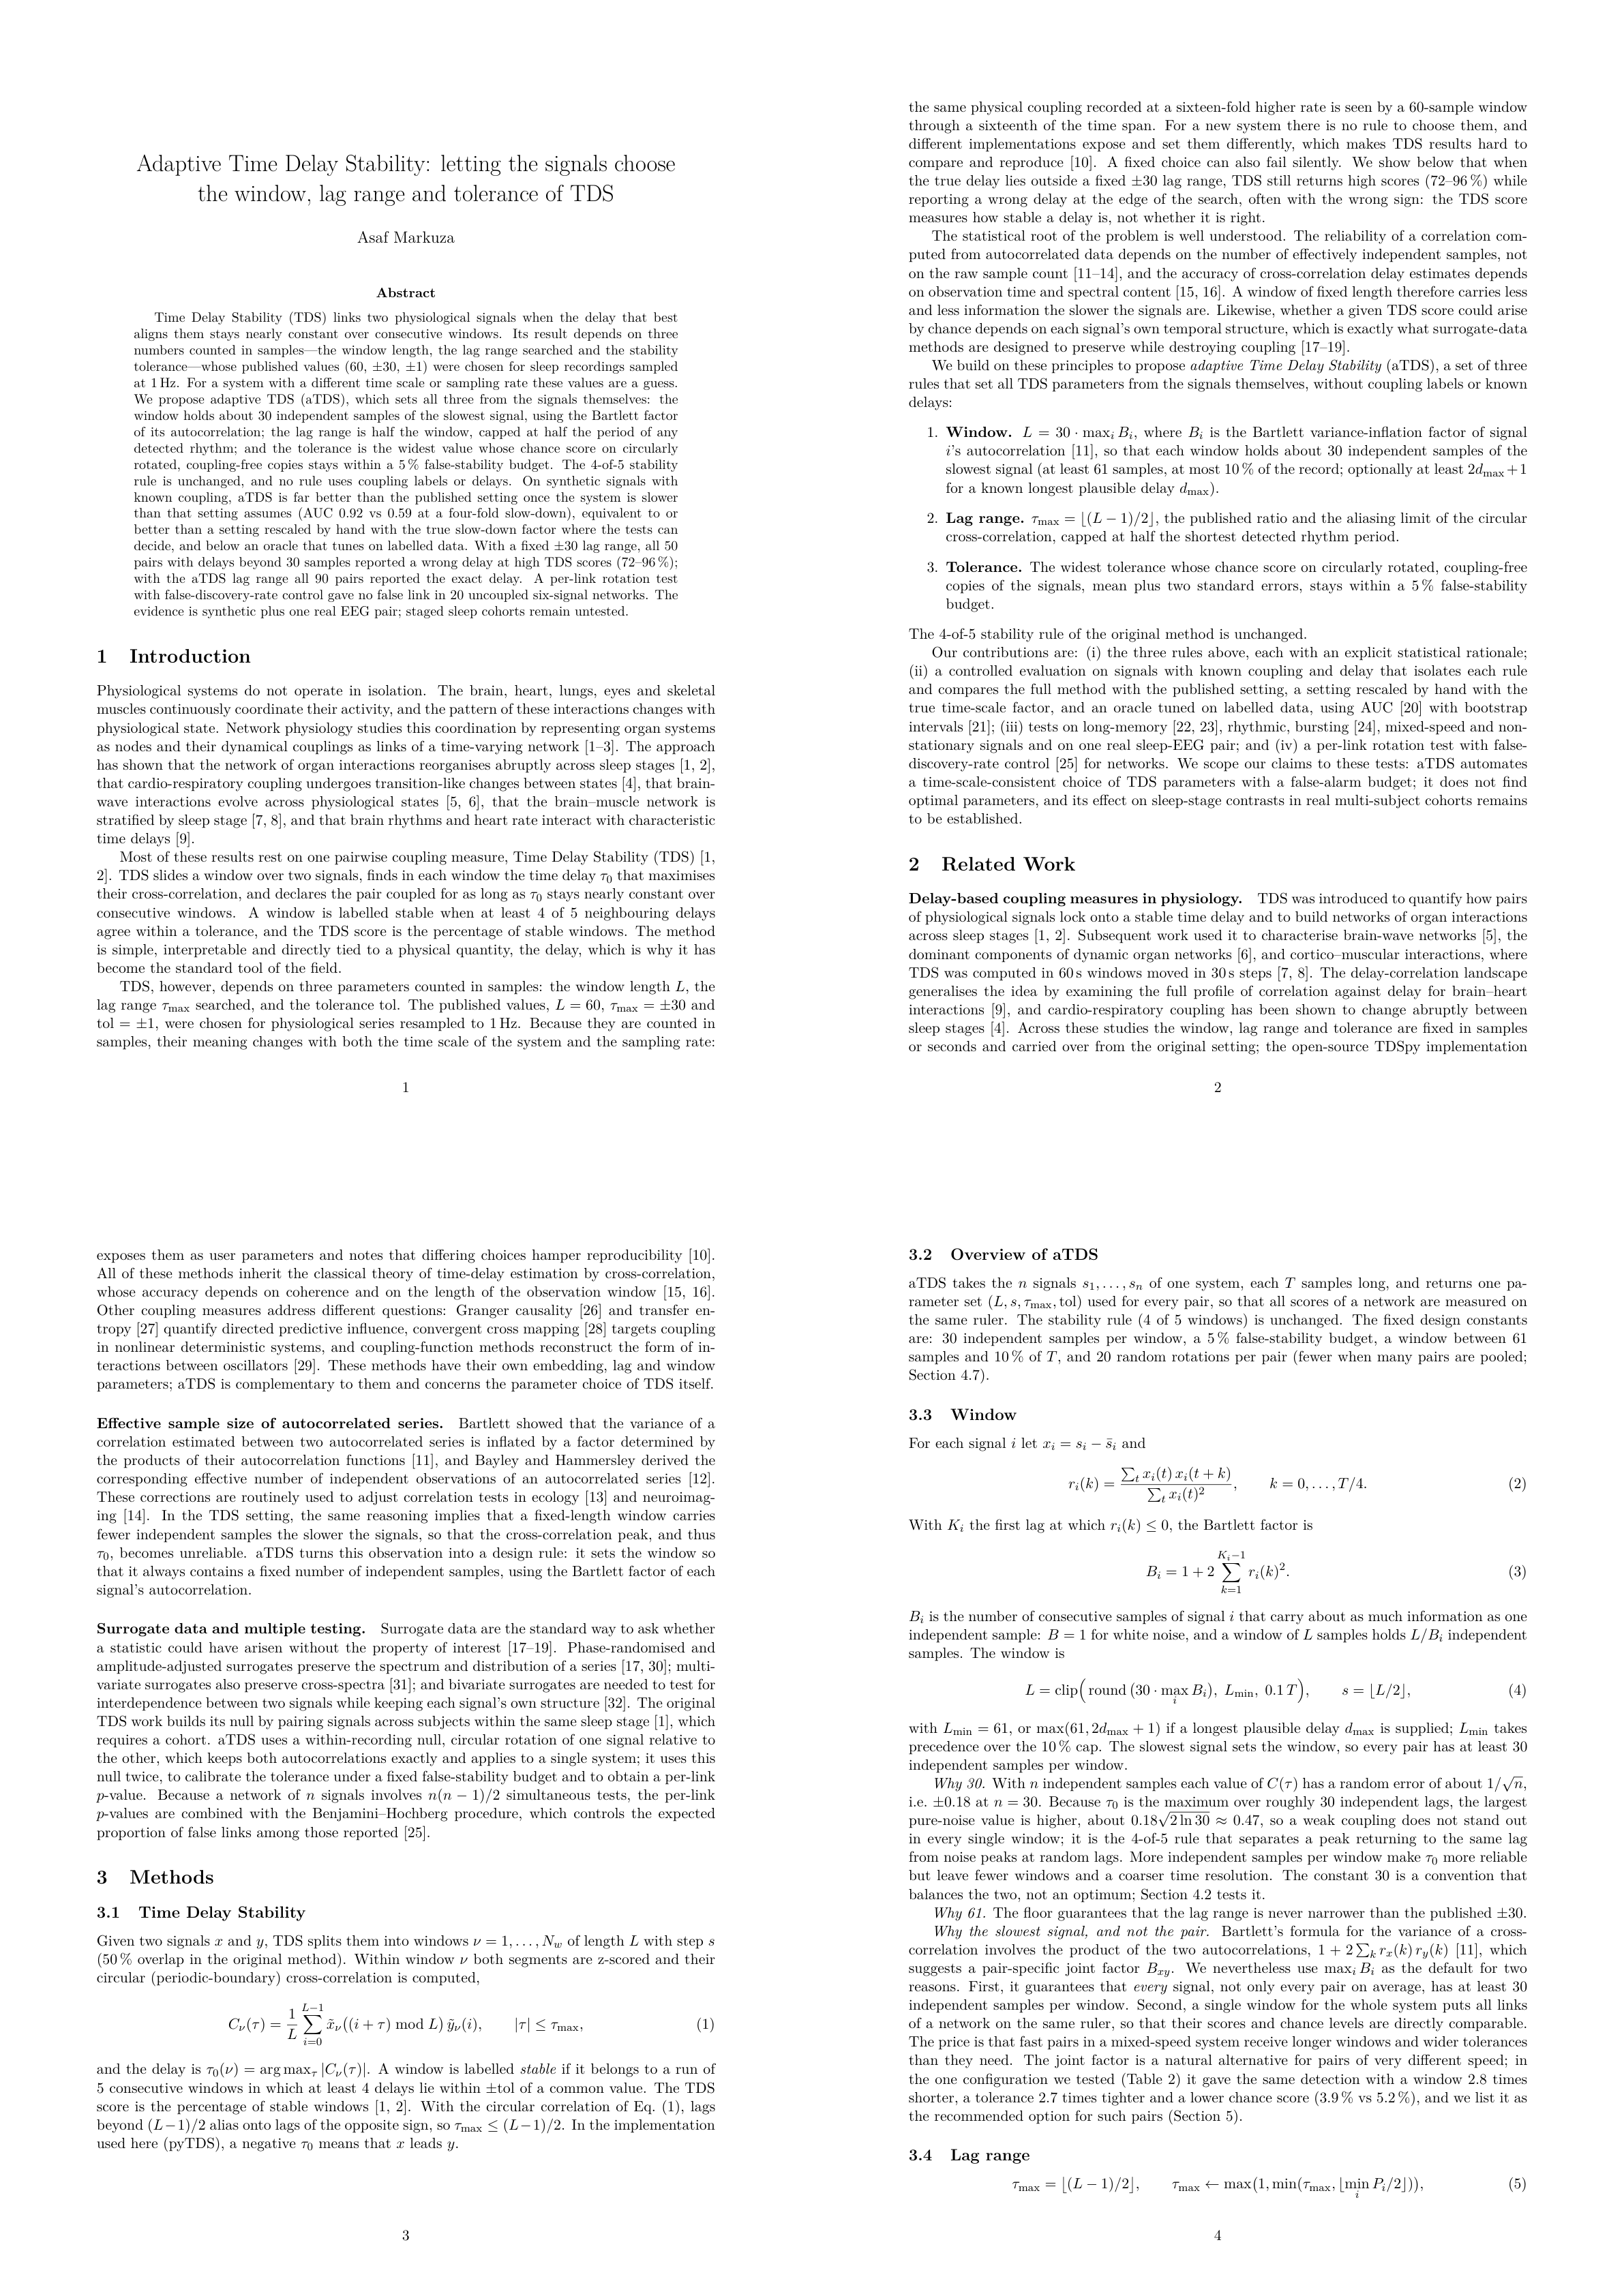 Adaptive Time Delay Stability: letting the signals choose
the window, lag range and tolerance of TDS
Asaf Markuza
Abstract
Time Delay Stability (TDS) links two physiological signals when the delay that best
aligns them stays nearly constant over consecutive windows. Its result depends on three
numbers counted in samples—the window length, the lag range searched and the stability
tolerance—whose published values (60, ±30, ±1) were chosen for sleep recordings sampled
at 1 Hz. For a system with a different time scale or sampling rate these values are a guess.
We propose adaptive TDS (aTDS), which sets all three from the signals themselves: the
window holds about 30 independent samples of the slowest signal, using the Bartlett factor
of its autocorrelation; the lag range is half the window, capped at half the period of any
detected rhythm; and the tolerance is the widest value whose chance score on circularly
rotated, coupling-free copies stays within a 5 % false-stability budget. The 4-of-5 stability
rule is unchanged, and no rule uses coupling labels or delays. On synthetic signals with
known coupling, aTDS is far better than the published setting once the system is slower
than that setting assumes (AUC 0.92 vs 0.59 at a four-fold slow-down), equivalent to or
better than a setting rescaled by hand with the true slow-down factor where the tests can
decide, and below an oracle that tunes on labelled data. With a fixed ±30 lag range, all 50
pairs with delays beyond 30 samples reported a wrong delay at high TDS scores (72–96 %);
with the aTDS lag range all 90 pairs reported the exact delay. A per-link rotation test
with false-discovery-rate control gave no false link in 20 uncoupled six-signal networks. The
evidence is synthetic plus one real EEG pair; staged sleep cohorts remain untested.
1 Introduction
Physiological systems do not operate in isolation. The brain, heart, lungs, eyes and skeletal
muscles continuously coordinate their activity, and the pattern of these interactions changes with
physiological state. Network physiology studies this coordination by representing organ systems
as nodes and their dynamical couplings as links of a time-varying network [1–3]. The approach
has shown that the network of organ interactions reorganises abruptly across sleep stages [1, 2],
that cardio-respiratory coupling undergoes transition-like changes between states [4], that brain-
wave interactions evolve across physiological states [5, 6], that the brain–muscle network is
stratified by sleep stage [7, 8], and that brain rhythms and heart rate interact with characteristic
time delays [9].
Most of these results rest on one pairwise coupling measure, Time Delay Stability (TDS) [1,
2]. TDS slides a window over two signals, finds in each window the time delay τ0 that maximises
their cross-correlation, and declares the pair coupled for as long as τ0 stays nearly constant over
consecutive windows. A window is labelled stable when at least 4 of 5 neighbouring delays
agree within a tolerance, and the TDS score is the percentage of stable windows. The method
is simple, interpretable and directly tied to a physical quantity, the delay, which is why it has
become the standard tool of the field.
TDS, however, depends on three parameters counted in samples: the window length L, the
lag range τmax searched, and the tolerance tol. The published values, L = 60, τmax = ±30 and
tol = ±1, were chosen for physiological series resampled to 1 Hz. Because they are counted in
samples, their meaning changes with both the time scale of the system and the sampling rate:
1
the same physical coupling recorded at a sixteen-fold higher rate is seen by a 60-sample window
through a sixteenth of the time span. For a new system there is no rule to choose them, and
different implementations expose and set them differently, which makes TDS results hard to
compare and reproduce [10]. A fixed choice can also fail silently. We show below that when
the true delay lies outside a fixed ±30 lag range, TDS still returns high scores (72–96 %) while
reporting a wrong delay at the edge of the search, often with the wrong sign: the TDS score
measures how stable a delay is, not whether it is right.
The statistical root of the problem is well understood. The reliability of a correlation com-
puted from autocorrelated data depends on the number of effectively independent samples, not
on the raw sample count [11–14], and the accuracy of cross-correlation delay estimates depends
on observation time and spectral content [15, 16]. A window of fixed length therefore carries less
and less information the slower the signals are. Likewise, whether a given TDS score could arise
by chance depends on each signal's own temporal structure, which is exactly what surrogate-data
methods are designed to preserve while destroying coupling [17–19].
We build on these principles to propose adaptive Time Delay Stability (aTDS), a set of three
rules that set all TDS parameters from the signals themselves, without coupling labels or known
delays:
1. Window. L = 30 · maxi Bi, where Bi is the Bartlett variance-inflation factor of signal
i's autocorrelation [11], so that each window holds about 30 independent samples of the
slowest signal (at least 61 samples, at most 10 % of the record; optionally at least 2dmax + 1
for a known longest plausible delay dmax).
2. Lag range. τmax = ⌊(L − 1)/2⌋, the published ratio and the aliasing limit of the circular
cross-correlation, capped at half the shortest detected rhythm period.
3. Tolerance. The widest tolerance whose chance score on circularly rotated, coupling-free
copies of the signals, mean plus two standard errors, stays within a 5 % false-stability
budget.
The 4-of-5 stability rule of the original method is unchanged.
Our contributions are: (i) the three rules above, each with an explicit statistical rationale;
(ii) a controlled evaluation on signals with known coupling and delay that isolates each rule
and compares the full method with the published setting, a setting rescaled by hand with the
true time-scale factor, and an oracle tuned on labelled data, using AUC [20] with bootstrap
intervals [21]; (iii) tests on long-memory [22, 23], rhythmic, bursting [24], mixed-speed and non-
stationary signals and on one real sleep-EEG pair; and (iv) a per-link rotation test with false-
discovery-rate control [25] for networks. We scope our claims to these tests: aTDS automates
a time-scale-consistent choice of TDS parameters with a false-alarm budget; it does not find
optimal parameters, and its effect on sleep-stage contrasts in real multi-subject cohorts remains
to be established.
2 Related Work
Delay-based coupling measures in physiology. TDS was introduced to quantify how pairs
of physiological signals lock onto a stable time delay and to build networks of organ interactions
across sleep stages [1, 2]. Subsequent work used it to characterise brain-wave networks [5], the
dominant components of dynamic organ networks [6], and cortico–muscular interactions, where
TDS was computed in 60 s windows moved in 30 s steps [7, 8]. The delay-correlation landscape
generalises the idea by examining the full profile of correlation against delay for brain–heart
interactions [9], and cardio-respiratory coupling has been shown to change abruptly between
sleep stages [4]. Across these studies the window, lag range and tolerance are fixed in samples
or seconds and carried over from the original setting; the open-source TDSpy implementation
2
exposes them as user parameters and notes that differing choices hamper reproducibility [10].
All of these methods inherit the classical theory of time-delay estimation by cross-correlation,
whose accuracy depends on coherence and on the length of the observation window [15, 16].
Other coupling measures address different questions: Granger causality [26] and transfer en-
tropy [27] quantify directed predictive influence, convergent cross mapping [28] targets coupling
in nonlinear deterministic systems, and coupling-function methods reconstruct the form of in-
teractions between oscillators [29]. These methods have their own embedding, lag and window
parameters; aTDS is complementary to them and concerns the parameter choice of TDS itself.
Effective sample size of autocorrelated series. Bartlett showed that the variance of a
correlation estimated between two autocorrelated series is inflated by a factor determined by
the products of their autocorrelation functions [11], and Bayley and Hammersley derived the
corresponding effective number of independent observations of an autocorrelated series [12].
These corrections are routinely used to adjust correlation tests in ecology [13] and neuroimag-
ing [14]. In the TDS setting, the same reasoning implies that a fixed-length window carries
fewer independent samples the slower the signals, so that the cross-correlation peak, and thus
τ0, becomes unreliable. aTDS turns this observation into a design rule: it sets the window so
that it always contains a fixed number of independent samples, using the Bartlett factor of each
signal's autocorrelation.
Surrogate data and multiple testing. Surrogate data are the standard way to ask whether
a statistic could have arisen without the property of interest [17–19]. Phase-randomised and
amplitude-adjusted surrogates preserve the spectrum and distribution of a series [17, 30]; multi-
variate surrogates also preserve cross-spectra [31]; and bivariate surrogates are needed to test for
interdependence between two signals while keeping each signal's own structure [32]. The original
TDS work builds its null by pairing signals across subjects within the same sleep stage [1], which
requires a cohort. aTDS uses a within-recording null, circular rotation of one signal relative to
the other, which keeps both autocorrelations exactly and applies to a single system; it uses this
null twice, to calibrate the tolerance under a fixed false-stability budget and to obtain a per-link
p-value. Because a network of n signals involves n(n − 1)/2 simultaneous tests, the per-link
p-values are combined with the Benjamini–Hochberg procedure, which controls the expected
proportion of false links among those reported [25].
3 Methods
3.1 Time Delay Stability
Given two signals x and y, TDS splits them into windows ν = 1, . . . , Nw of length L with step s
(50 % overlap in the original method). Within window ν both segments are z-scored and their
circular (periodic-boundary) cross-correlation is computed,
Cν(τ) = 1/L ∑_{i=0}^{L−1} x̃ν((i + τ) mod L) ỹν(i), |τ| ≤ τmax, (1)
and the delay is τ0(ν) = arg maxτ |Cν(τ)|. A window is labelled stable if it belongs to a run of
5 consecutive windows in which at least 4 delays lie within ±tol of a common value. The TDS
score is the percentage of stable windows [1, 2]. With the circular correlation of Eq. (1), lags
beyond (L−1)/2 alias onto lags of the opposite sign, so τmax ≤ (L−1)/2. In the implementation
used here (pyTDS), a negative τ0 means that x leads y.
3
3.2 Overview of aTDS
aTDS takes the n signals s1, . . . , sn of one system, each T samples long, and returns one pa-
rameter set (L, s, τmax, tol) used for every pair, so that all scores of a network are measured on
the same ruler. The stability rule (4 of 5 windows) is unchanged. The fixed design constants
are: 30 independent samples per window, a 5 % false-stability budget, a window between 61
samples and 10 % of T, and 20 random rotations per pair (fewer when many pairs are pooled;
Section 4.7).
3.3 Window
For each signal i let xi = si − s̄i and
ri(k) = ∑t xi(t) xi(t + k) / ∑t xi(t)², k = 0, . . . , T/4. (2)
With Ki the first lag at which ri(k) ≤ 0, the Bartlett factor is
Bi = 1 + 2 ∑_{k=1}^{Ki−1} ri(k)². (3)
Bi is the number of consecutive samples of signal i that carry about as much information as one
independent sample: B = 1 for white noise, and a window of L samples holds L/Bi independent
samples. The window is
L = clip(round (30 · maxi Bi), Lmin, 0.1 T), s = ⌊L/2⌋, (4)
with Lmin = 61, or max(61, 2dmax + 1) if a longest plausible delay dmax is supplied; Lmin takes
precedence over the 10 % cap. The slowest signal sets the window, so every pair has at least 30
independent samples per window.
Why 30. With n independent samples each value of C(τ) has a random error of about 1/√n,
i.e. ±0.18 at n = 30. Because τ0 is the maximum over roughly 30 independent lags, the largest
pure-noise value is higher, about 0.18√(2 ln 30) ≈ 0.47, so a weak coupling does not stand out
in every single window; it is the 4-of-5 rule that separates a peak returning to the same lag
from noise peaks at random lags. More independent samples per window make τ0 more reliable
but leave fewer windows and a coarser time resolution. The constant 30 is a convention that
balances the two, not an optimum; Section 4.2 tests it.
Why 61. The floor guarantees that the lag range is never narrower than the published ±30.
Why the slowest signal, and not the pair. Bartlett's formula for the variance of a cross-
correlation involves the product of the two autocorrelations, 1 + 2 ∑k rx(k) ry(k) [11], which
suggests a pair-specific joint factor Bxy. We nevertheless use maxi Bi as the default for two
reasons. First, it guarantees that every signal, not only every pair on average, has at least 30
independent samples per window. Second, a single window for the whole system puts all links
of a network on the same ruler, so that their scores and chance levels are directly comparable.
The price is that fast pairs in a mixed-speed system receive longer windows and wider tolerances
than they need. The joint factor is a natural alternative for pairs of very different speed; in
the one configuration we tested (Table 2) it gave the same detection with a window 2.8 times
shorter, a tolerance 2.7 times tighter and a lower chance score (3.9 % vs 5.2 %), and we list it as
the recommended option for such pairs (Section 5).
3.4 Lag range
τmax = ⌊(L − 1)/2⌋, τmax ← max(1, min(τmax, ⌊mini Pi/2⌋)), (5)
4